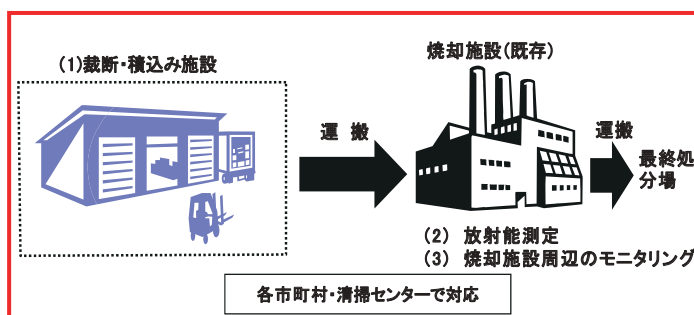 (1)裁断・積込み施設
焼却施設(既存)
運 搬
運搬
最終処
分場
(2) 放射能測定
(3) 焼却施設周辺のモニタリング
各市町村・清掃センターで対応